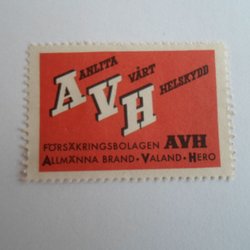 ANLITA
VÅRT
HELSKYDD
AVH
FÖRSÄKRINGSBOLAGEN AVH
ALLMÄNNA BRAND • VALAND • HERO